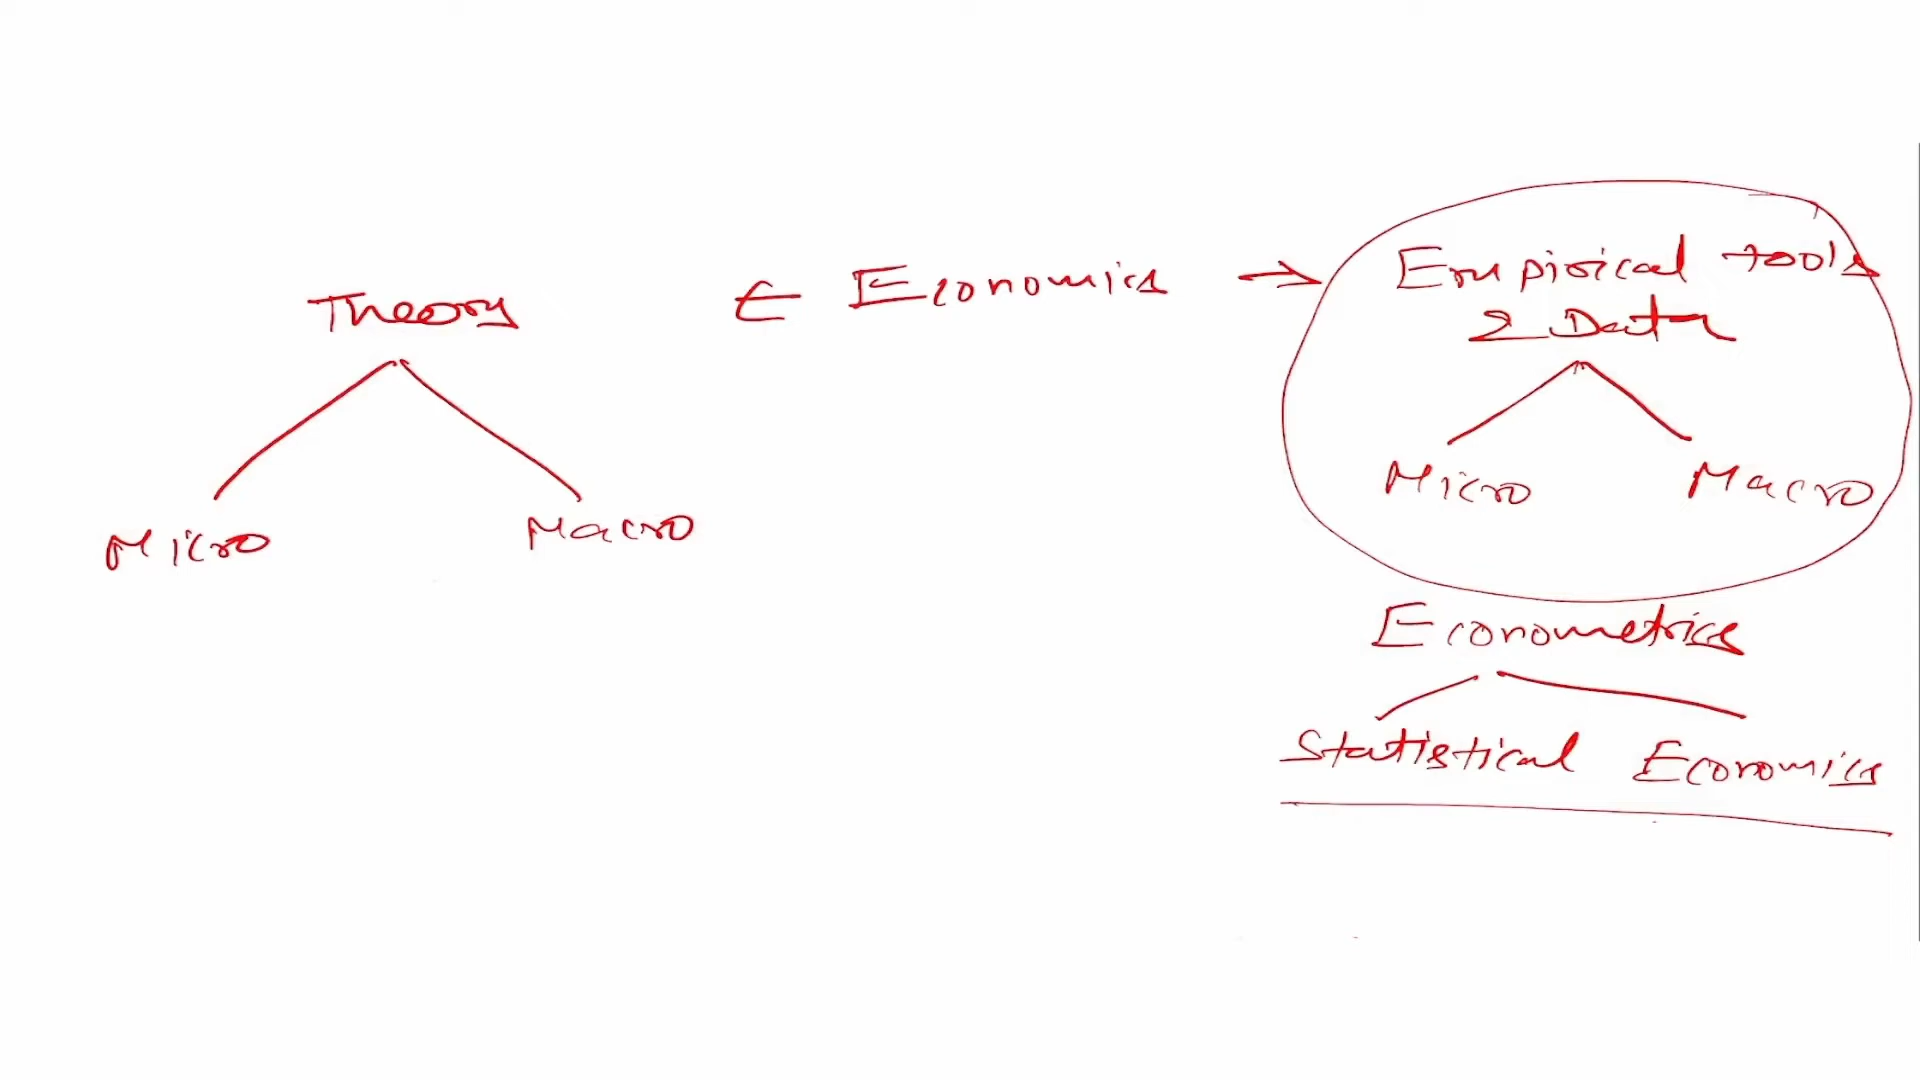 Theory ← Economics → Empirical tools
& Data
Micro Macro Micro Macro
Econometrics
Statistical Economics